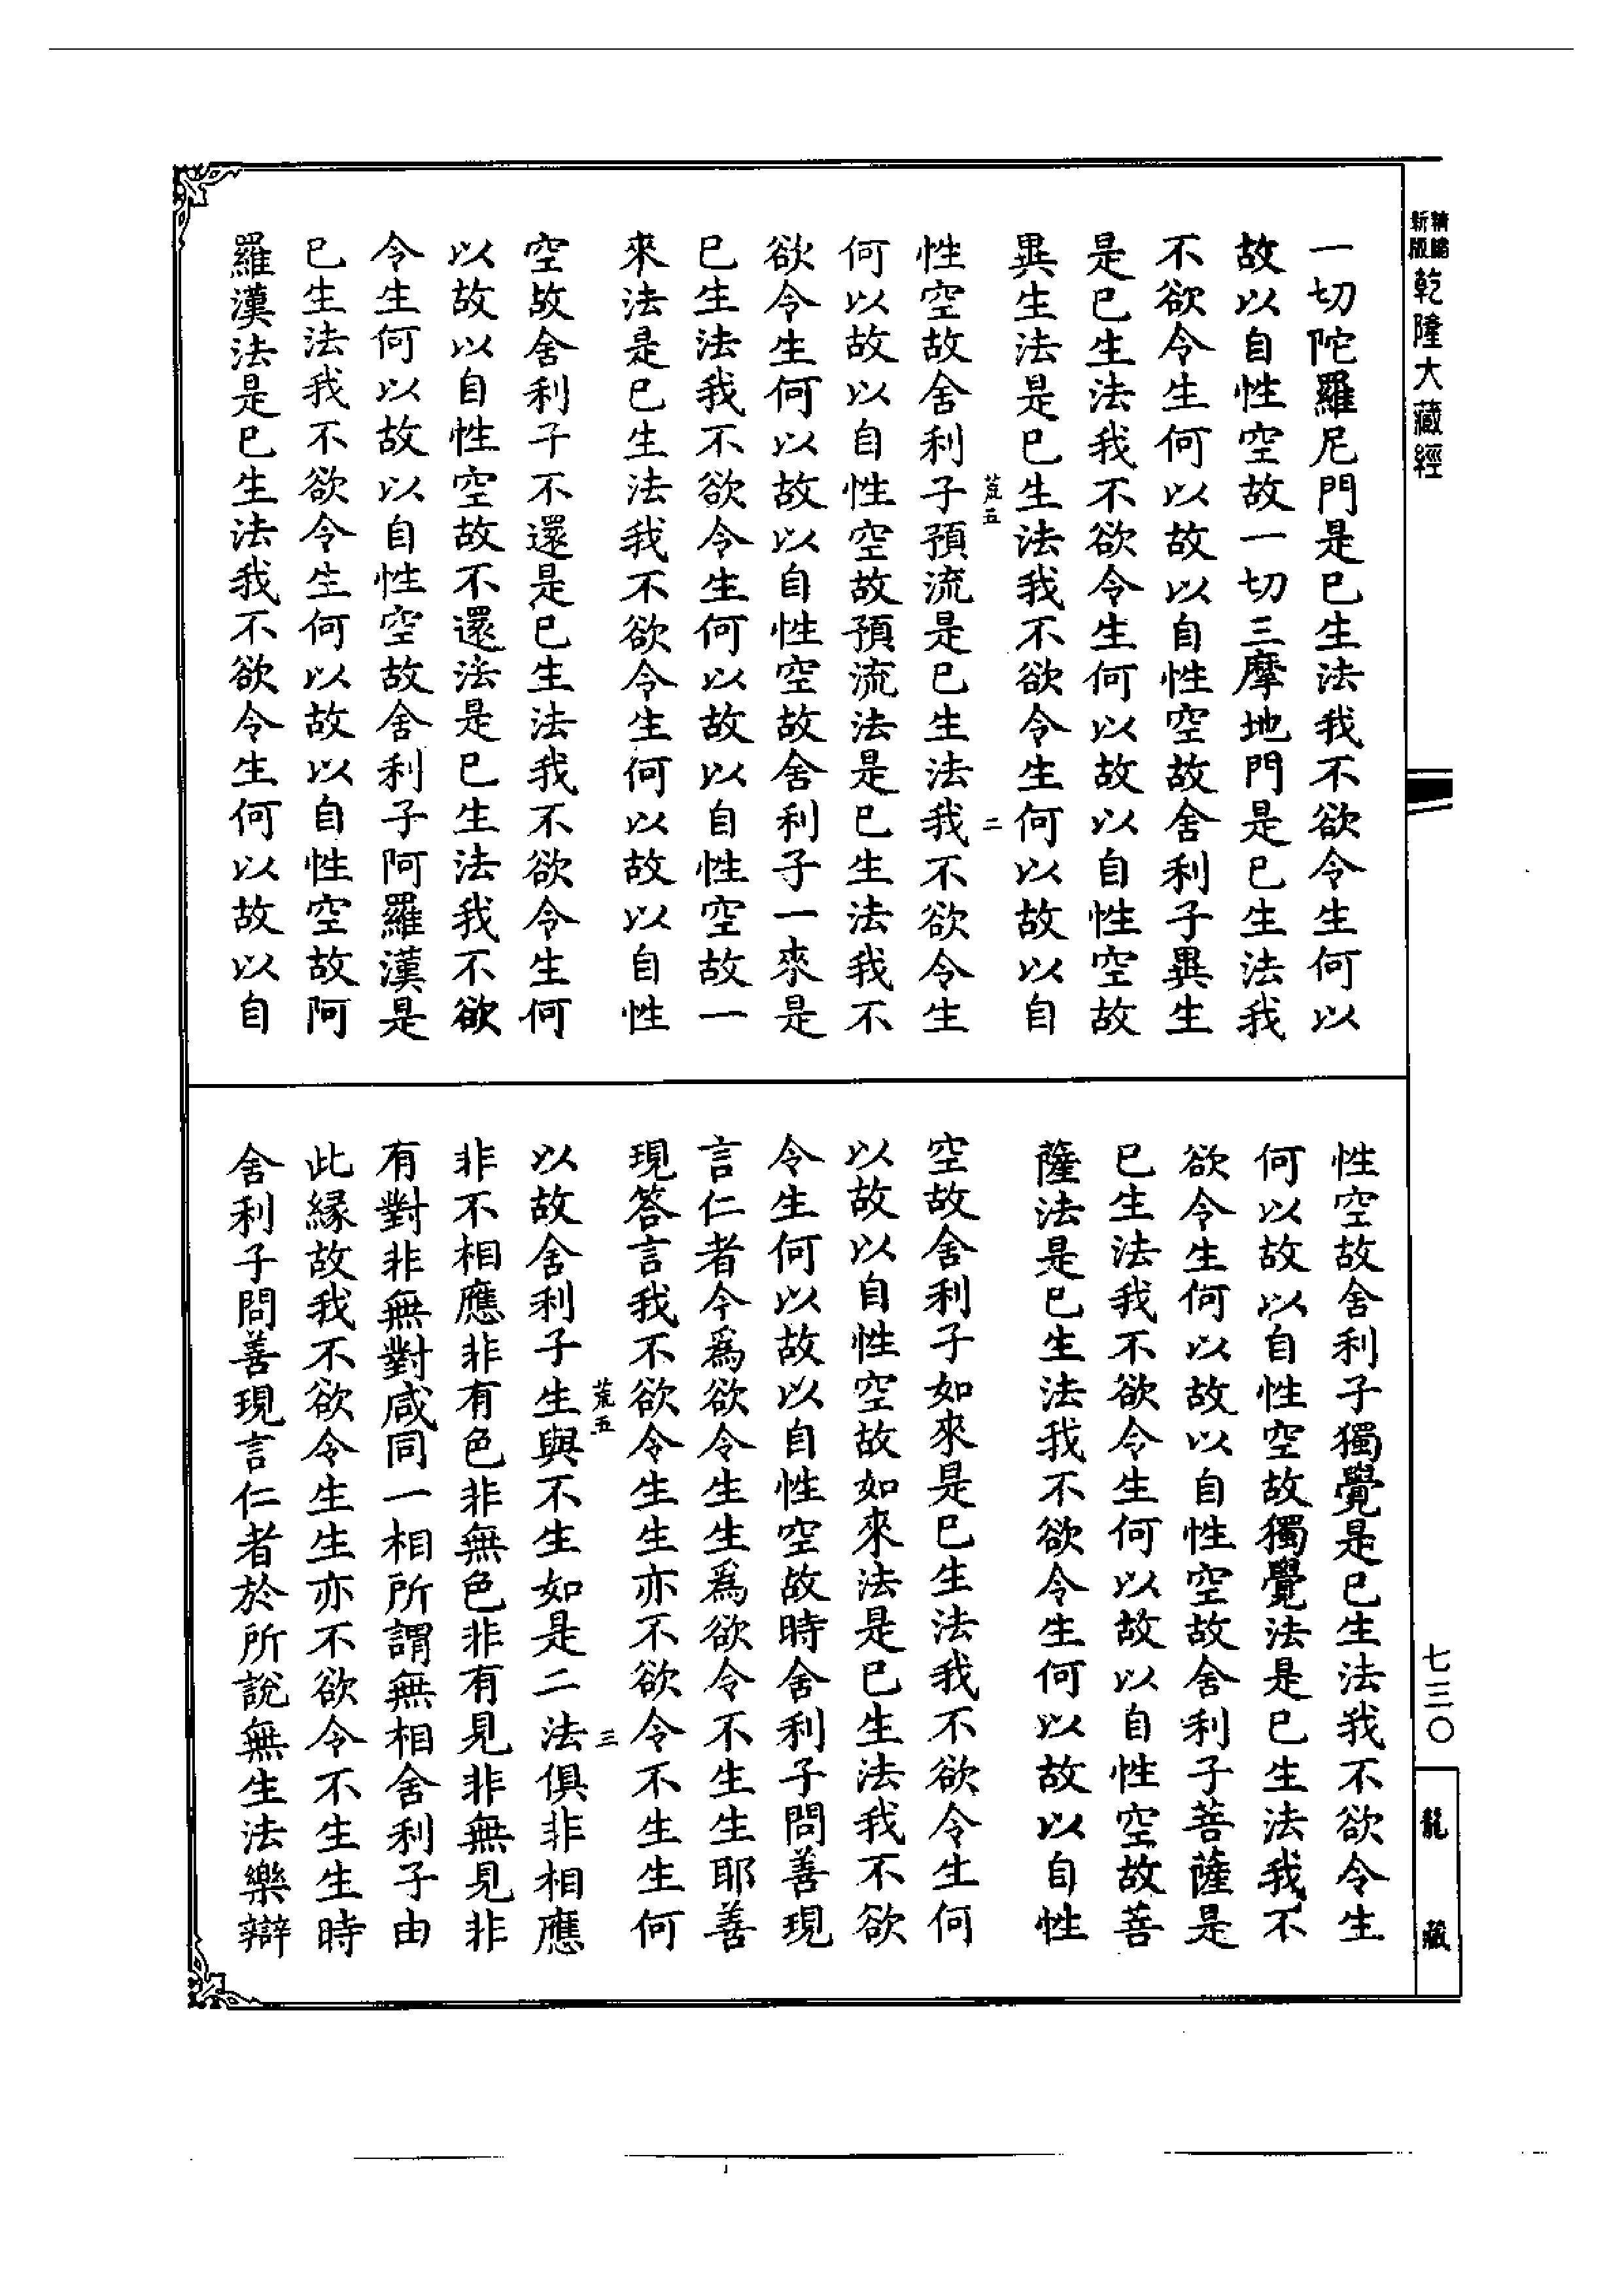 精編
新版
乾隆大藏經
一切陀羅尼門是已生法我不欲令生何以
故以自性空故一切三摩地門是已生法我
不欲令生何以故以自性空故舍利子異生
是已生法我不欲令生何以故以自性空故
異生法是已生法我不欲令生何以故以自
荒五
二
性空故舍利子預流是已生法我不欲令生
何以故以自性空故預流法是已生法我不
欲令生何以故以自性空故舍利子一來是
已生法我不欲令生何以故以自性空故一
來法是已生法我不欲令生何以故以自性
空故舍利子不還是已生法我不欲令生何
以故以自性空故不還法是已生法我不欲
令生何以故以自性空故舍利子阿羅漢是
已生法我不欲令生何以故以自性空故阿
羅漢法是已生法我不欲令生何以故以自
七三〇
龍藏
性空故舍利子獨覺是已生法我不欲令生
何以故以自性空故獨覺法是已生法我不
欲令生何以故以自性空故舍利子菩薩是
已生法我不欲令生何以故以自性空故菩
薩法是已生法我不欲令生何以故以自性
空故舍利子如來是已生法我不欲令生何
以故以自性空故如來法是已生法我不欲
令生何以故以自性空故時舍利子問善現
言仁者今爲欲令生生爲欲令不生生耶善
現答言我不欲令生生亦不欲令不生生何
荒五
三
以故舍利子生與不生如是二法俱非相應
非不相應非有色非無色非有見非無見非
有對非無對咸同一相所謂無相舍利子由
此緣故我不欲令生生亦不欲令不生生時
舍利子問善現言仁者於所說無生法樂辯